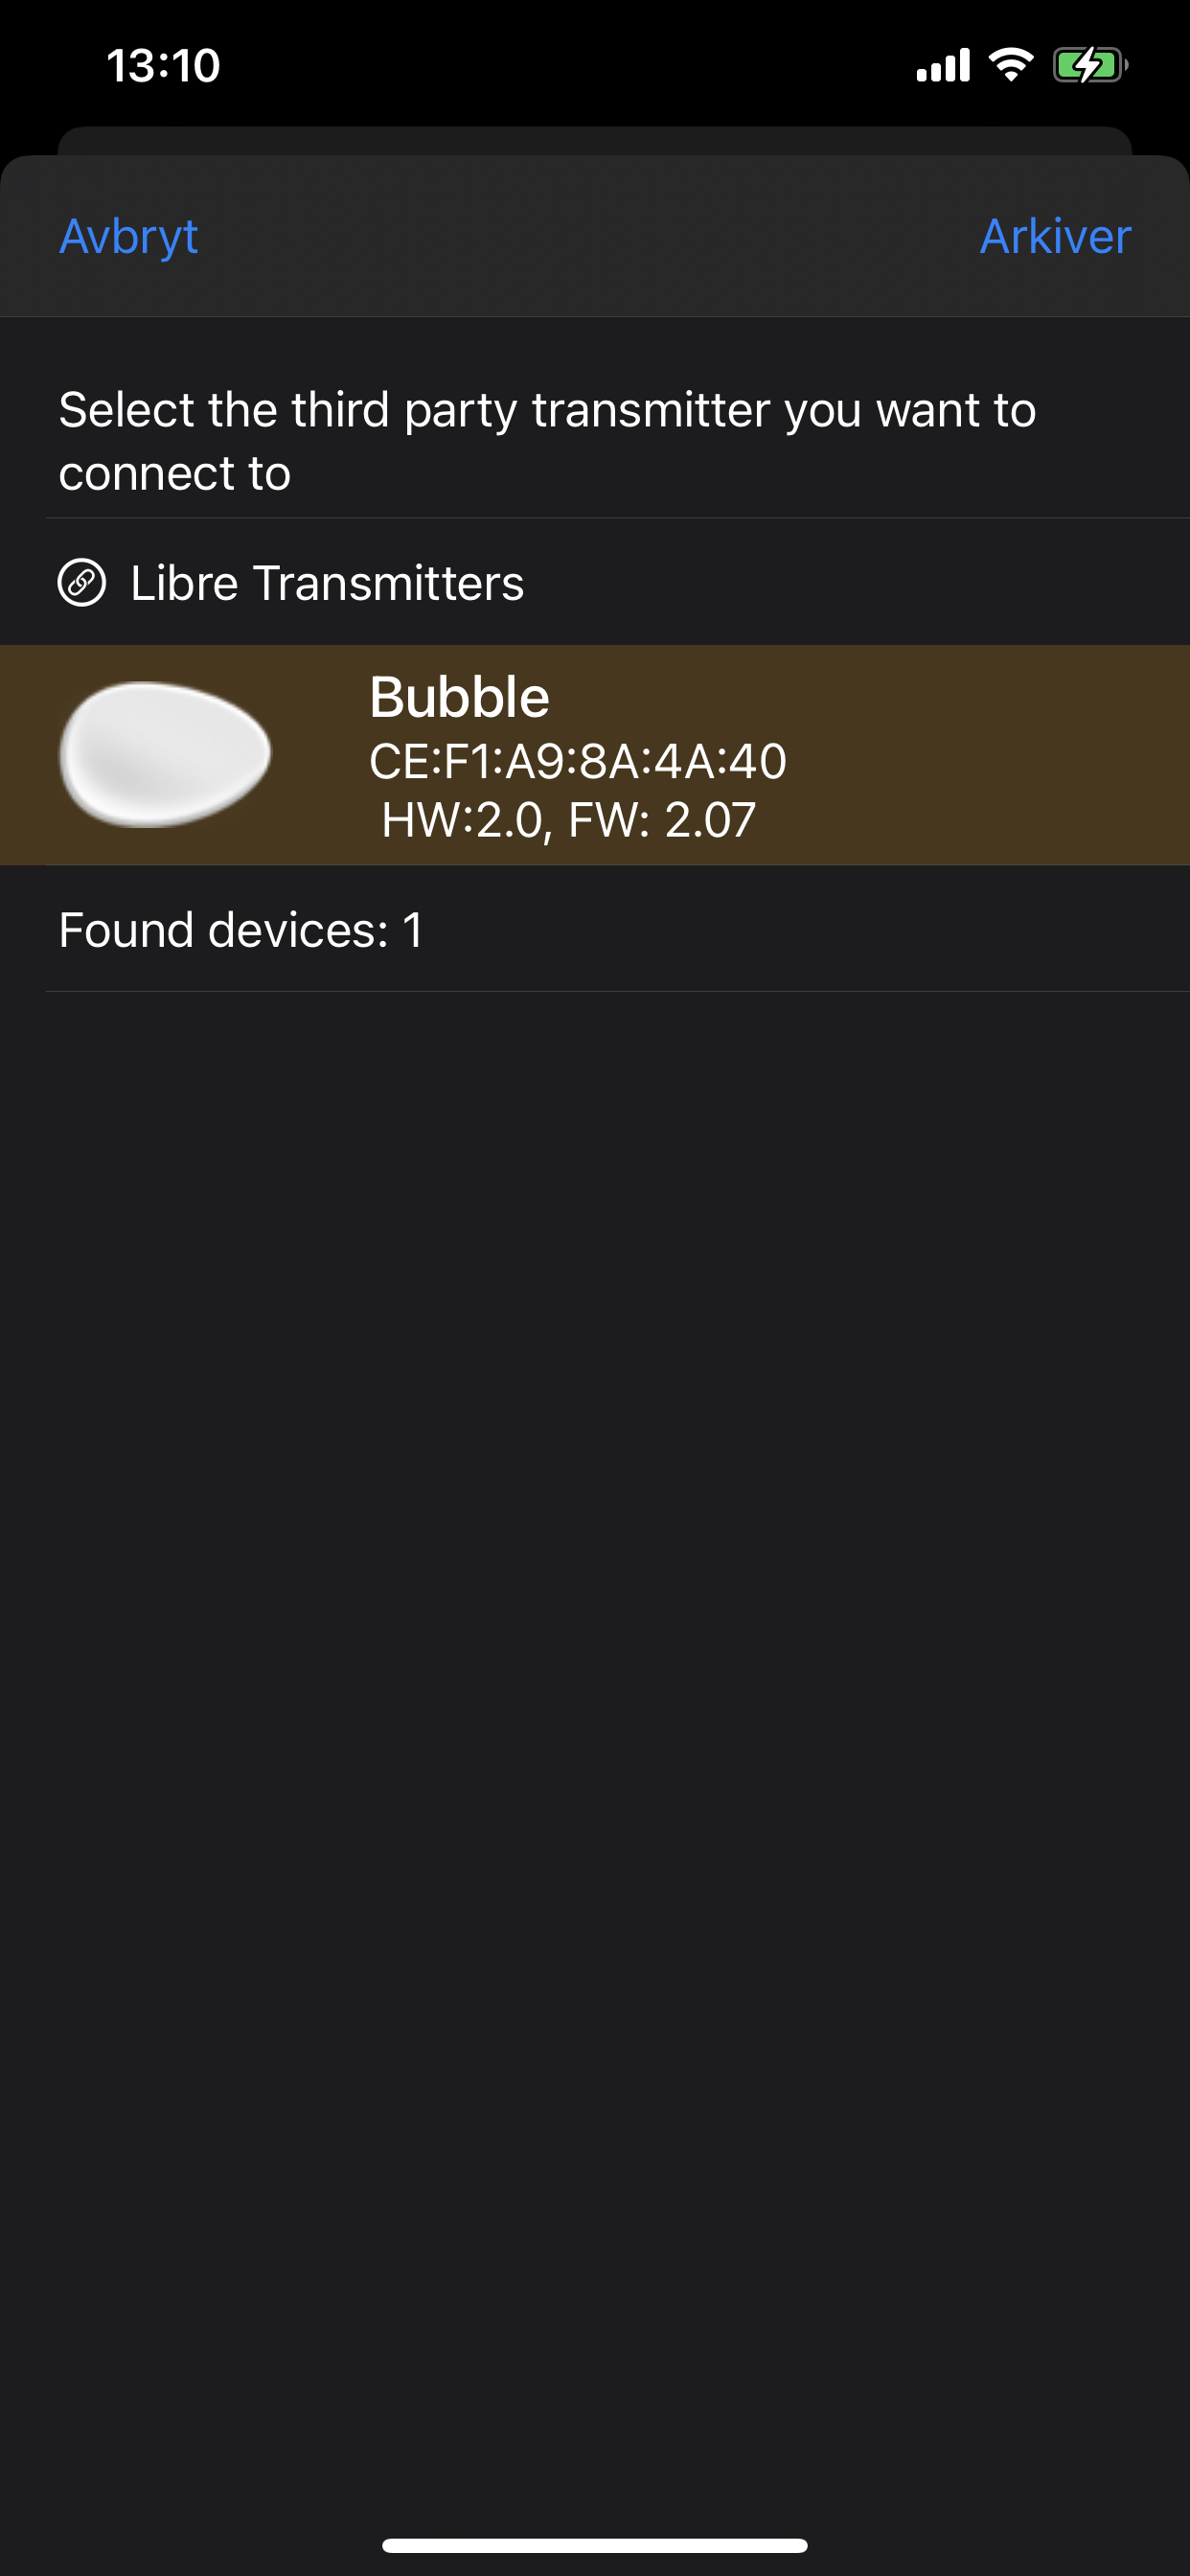 13:10
Avbryt
Arkiver
Select the third party transmitter you want to
connect to
Libre Transmitters
Bubble
CE:F1:A9:8A:4A:40
HW:2.0, FW: 2.07
Found devices: 1